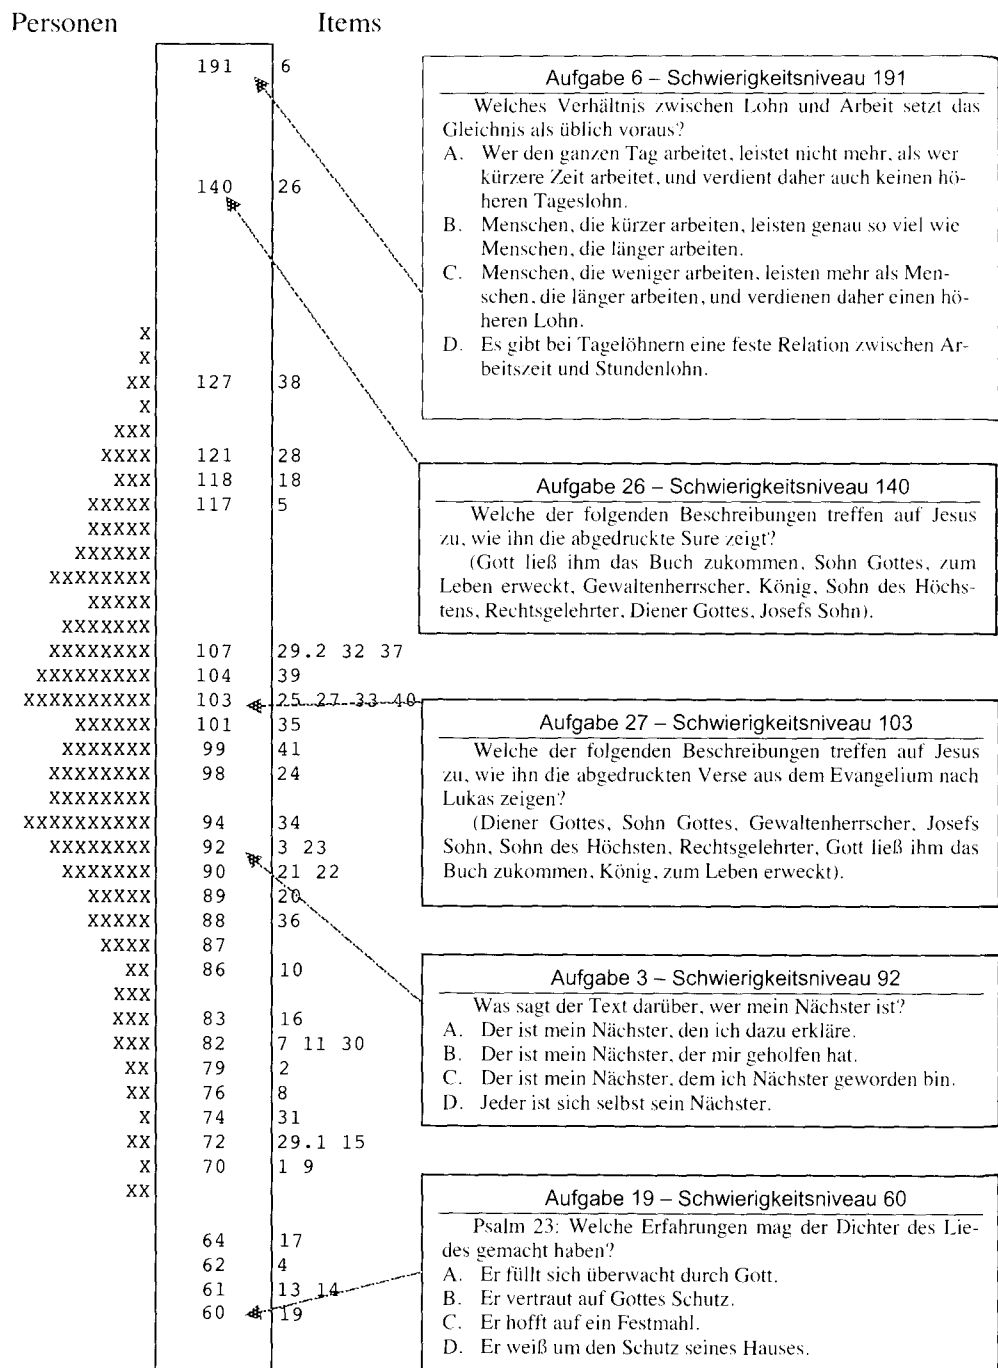 Personen Items
191 6
140 26
X
X
XX 127 38
X
XXX
XXXX 121 28
XXX 118 18
XXXXX 117 5
XXXXX
XXXXXX
XXXXXXXX
XXXXX
XXXXXXX
XXXXXXXX 107 29.2 32 37
XXXXXXXXX 104 39
XXXXXXXXXX 103 25 27 33 40
XXXXXX 101 35
XXXXXXX 99 41
XXXXXXXX 98 24
XXXXXXXX
XXXXXXXXXX 94 34
XXXXXXXX 92 3 23
XXXXXXX 90 21 22
XXXXX 89 20
XXXXX 88 36
XXXX 87
XX 86 10
XXX
XXX 83 16
XXX 82 7 11 30
XX 79 2
XX 76 8
X 74 31
XX 72 29.1 15
X 70 1 9
XX
64 17
62 4
61 13 14
60 19
Aufgabe 6 – Schwierigkeitsniveau 191
Welches Verhältnis zwischen Lohn und Arbeit setzt das
Gleichnis als üblich voraus?
A. Wer den ganzen Tag arbeitet, leistet nicht mehr, als wer
kürzere Zeit arbeitet, und verdient daher auch keinen hö-
heren Tageslohn.
B. Menschen, die kürzer arbeiten, leisten genau so viel wie
Menschen, die länger arbeiten.
C. Menschen, die weniger arbeiten, leisten mehr als Men-
schen, die länger arbeiten, und verdienen daher einen hö-
heren Lohn.
D. Es gibt bei Tagelöhnern eine feste Relation zwischen Ar-
beitszeit und Stundenlohn.
Aufgabe 26 – Schwierigkeitsniveau 140
Welche der folgenden Beschreibungen treffen auf Jesus
zu, wie ihn die abgedruckte Sure zeigt?
(Gott ließ ihm das Buch zukommen, Sohn Gottes, zum
Leben erweckt, Gewaltenherrscher, König, Sohn des Höchs-
tens, Rechtsgelehrter, Diener Gottes, Josefs Sohn).
Aufgabe 27 – Schwierigkeitsniveau 103
Welche der folgenden Beschreibungen treffen auf Jesus
zu, wie ihn die abgedruckten Verse aus dem Evangelium nach
Lukas zeigen?
(Diener Gottes, Sohn Gottes, Gewaltenherrscher, Josefs
Sohn, Sohn des Höchsten, Rechtsgelehrter, Gott ließ ihm das
Buch zukommen, König, zum Leben erweckt).
Aufgabe 3 – Schwierigkeitsniveau 92
Was sagt der Text darüber, wer mein Nächster ist?
A. Der ist mein Nächster, den ich dazu erkläre.
B. Der ist mein Nächster, der mir geholfen hat.
C. Der ist mein Nächster, dem ich Nächster geworden bin.
D. Jeder ist sich selbst sein Nächster.
Aufgabe 19 – Schwierigkeitsniveau 60
Psalm 23: Welche Erfahrungen mag der Dichter des Lie-
des gemacht haben?
A. Er füllt sich überwacht durch Gott.
B. Er vertraut auf Gottes Schutz.
C. Er hofft auf ein Festmahl.
D. Er weiß um den Schutz seines Hauses.